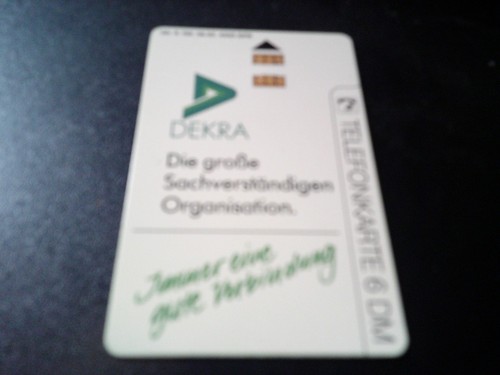 DEKRA
Die große
Sachverständigen
Organisation.
Immer eine
gute Verbindung
TELEFONKARTE 6 DM